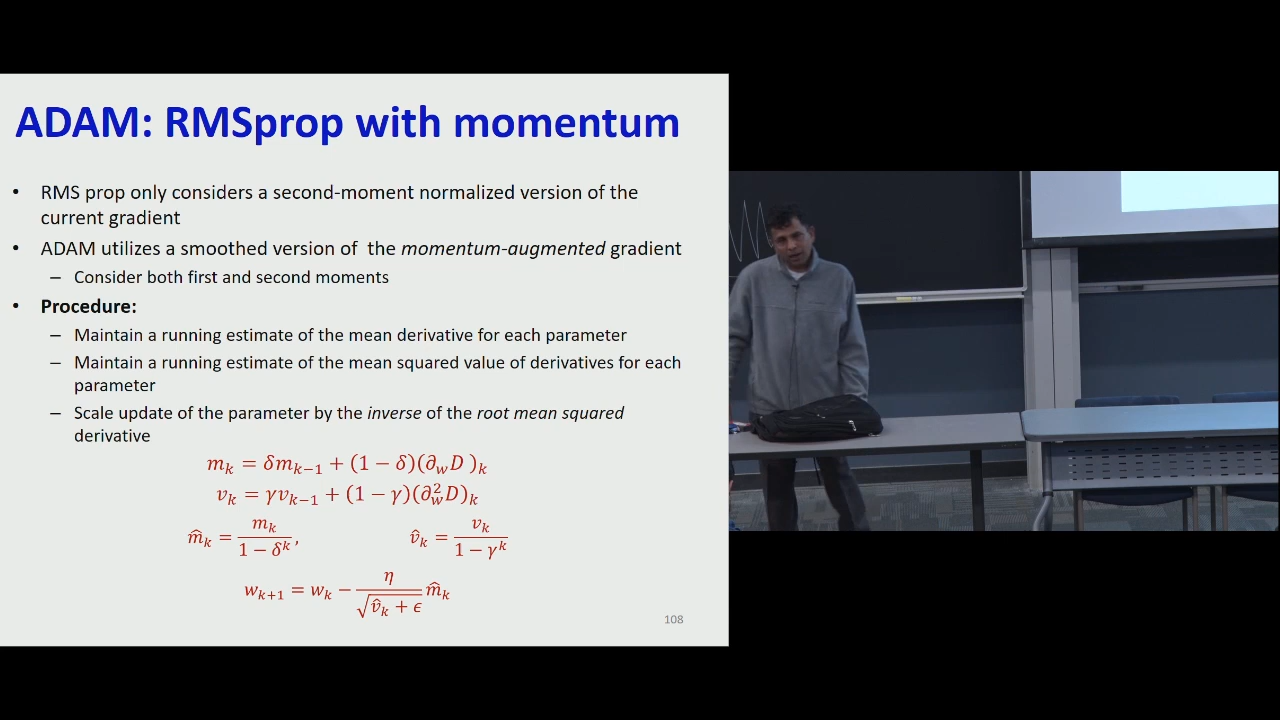 ADAM: RMSprop with momentum
• RMS prop only considers a second-moment normalized version of the
current gradient
• ADAM utilizes a smoothed version of the momentum-augmented gradient
– Consider both first and second moments
• Procedure:
– Maintain a running estimate of the mean derivative for each parameter
– Maintain a running estimate of the mean squared value of derivatives for each
parameter
– Scale update of the parameter by the inverse of the root mean squared
derivative
m_k = δm_{k−1} + (1 − δ)(∂_w D )_k
v_k = γv_{k−1} + (1 − γ)(∂_w^2 D)_k
m̂_k = m_k / (1 − δ^k), v̂_k = v_k / (1 − γ^k)
w_{k+1} = w_k − η / √(v̂_k + ϵ) m̂_k
108